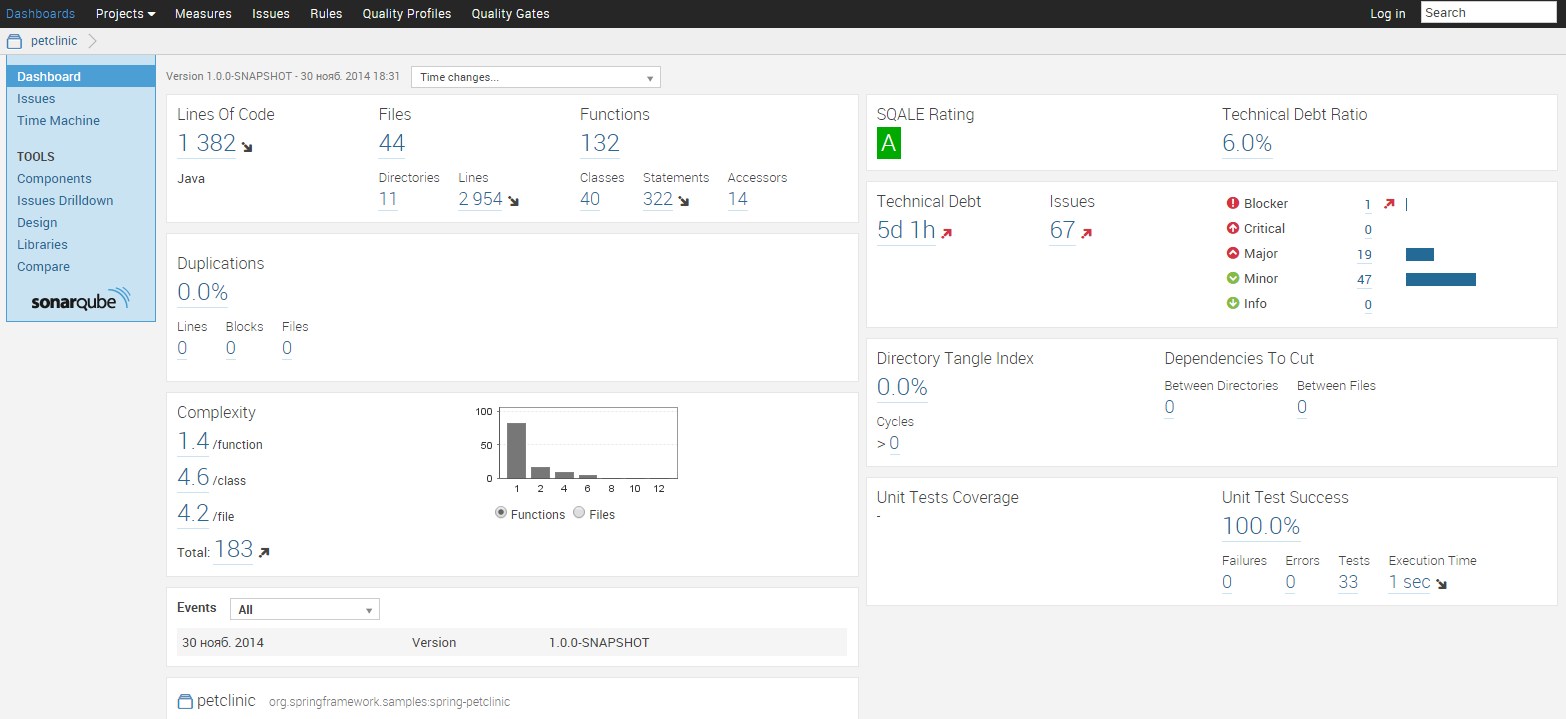 Dashboards Projects Measures Issues Rules Quality Profiles Quality Gates Log in Search
petclinic
Dashboard
Issues
Time Machine
TOOLS
Components
Issues Drilldown
Design
Libraries
Compare
sonarqube
Version 1.0.0-SNAPSHOT - 30 нояб. 2014 18:31 Time changes...
Lines Of Code Files Functions
1 382 44 132
Java
Directories Lines Classes Statements Accessors
11 2 954 40 322 14
Duplications
0.0%
Lines Blocks Files
0 0 0
Complexity
1.4 /function
4.6 /class
4.2 /file
Total: 183
100
50
0
1 2 4 6 8 10 12
Functions Files
Events All
30 нояб. 2014 Version 1.0.0-SNAPSHOT
petclinic org.springframework.samples:spring-petclinic
SQALE Rating Technical Debt Ratio
A 6.0%
Technical Debt Issues
5d 1h 67
Blocker 1
Critical 0
Major 19
Minor 47
Info 0
Directory Tangle Index Dependencies To Cut
0.0%
Between Directories Between Files
0 0
Cycles
> 0
Unit Tests Coverage Unit Test Success
- 100.0%
Failures Errors Tests Execution Time
0 0 33 1 sec